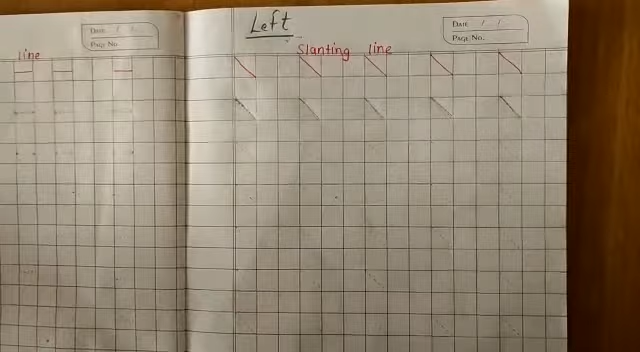 line
Date / /
Page No.
Left
Date / /
Page No.
Slanting line